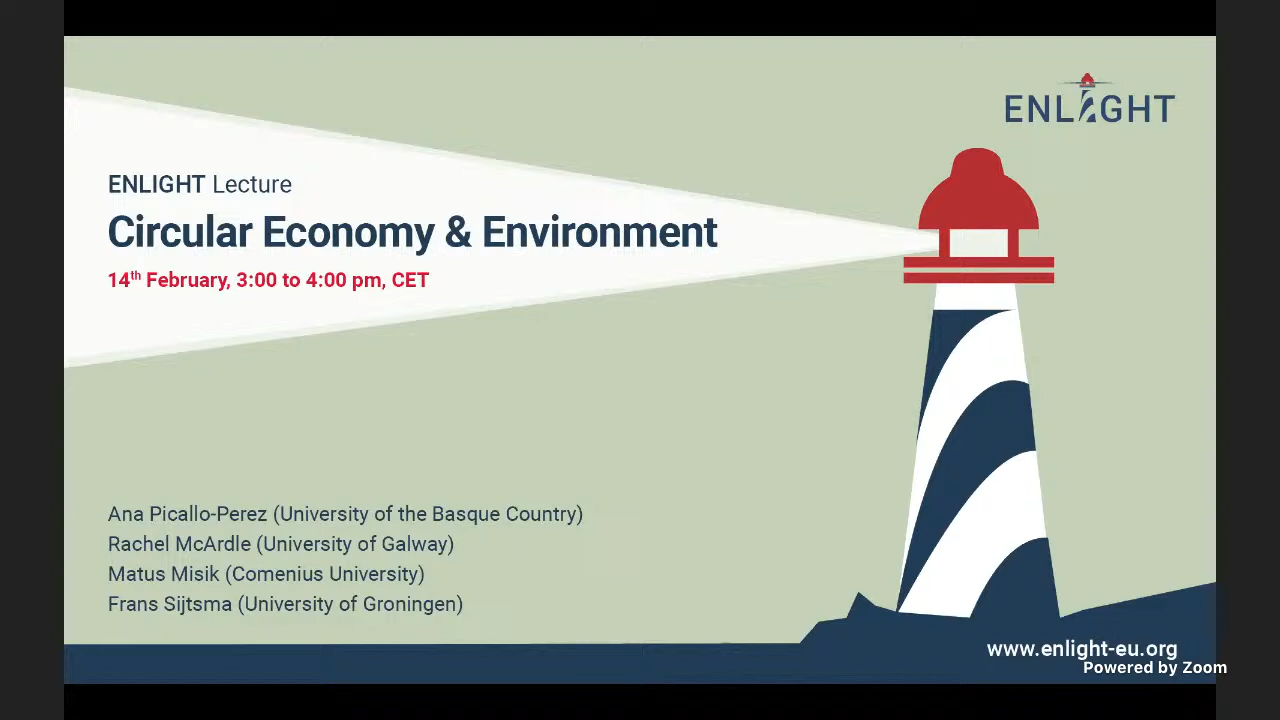 ENLIGHT
ENLIGHT Lecture
Circular Economy & Environment
14th February, 3:00 to 4:00 pm, CET
Ana Picallo-Perez (University of the Basque Country)
Rachel McArdle (University of Galway)
Matus Misik (Comenius University)
Frans Sijtsma (University of Groningen)
www.enlight-eu.org
Powered by Zoom